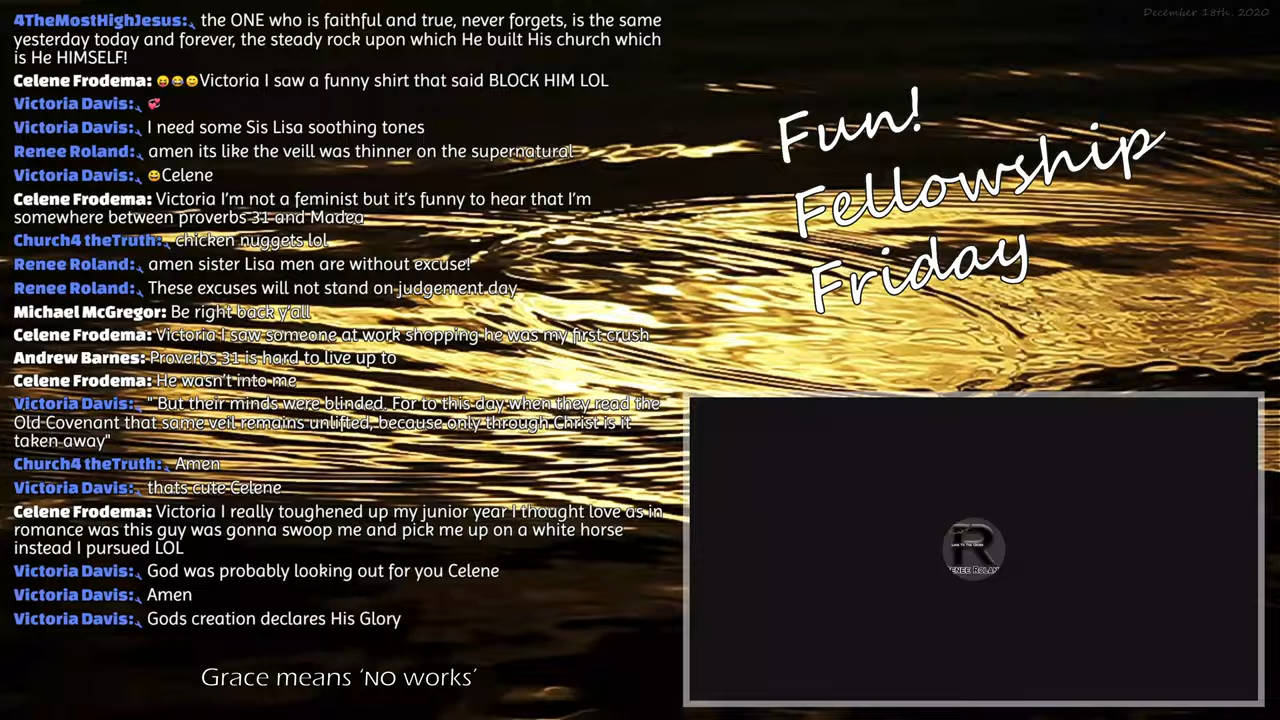 4TheMostHighJesus: the ONE who is faithful and true, never forgets, is the same
yesterday today and forever, the steady rock upon which He built His church which
is He HIMSELF!
Celene Frodema: 😝😂😊Victoria I saw a funny shirt that said BLOCK HIM LOL
Victoria Davis: 💞
Victoria Davis: I need some Sis Lisa soothing tones
Renee Roland: amen its like the veill was thinner on the supernatural
Victoria Davis: 😄Celene
Celene Frodema: Victoria I'm not a feminist but it's funny to hear that I'm
somewhere between proverbs 31 and Madea
Church4 theTruth: chicken nuggets lol
Renee Roland: amen sister Lisa men are without excuse!
Renee Roland: These excuses will not stand on judgement day
Michael McGregor: Be right back y'all
Celene Frodema: Victoria I saw someone at work shopping he was my first crush
Andrew Barnes: Proverbs 31 is hard to live up to
Celene Frodema: He wasn't into me
Victoria Davis: "But their minds were blinded. For to this day when they read the
Old Covenant that same veil remains unlifted, because only through Christ is it
taken away"
Church4 theTruth: Amen
Victoria Davis: thats cute Celene
Celene Frodema: Victoria I really toughened up my junior year I thought love as in
romance was this guy was gonna swoop me and pick me up on a white horse
instead I pursued LOL
Victoria Davis: God was probably looking out for you Celene
Victoria Davis: Amen
Victoria Davis: Gods creation declares His Glory
Grace means 'NO works'
December 18th, 2020
Fun!
Fellowship
Friday
R